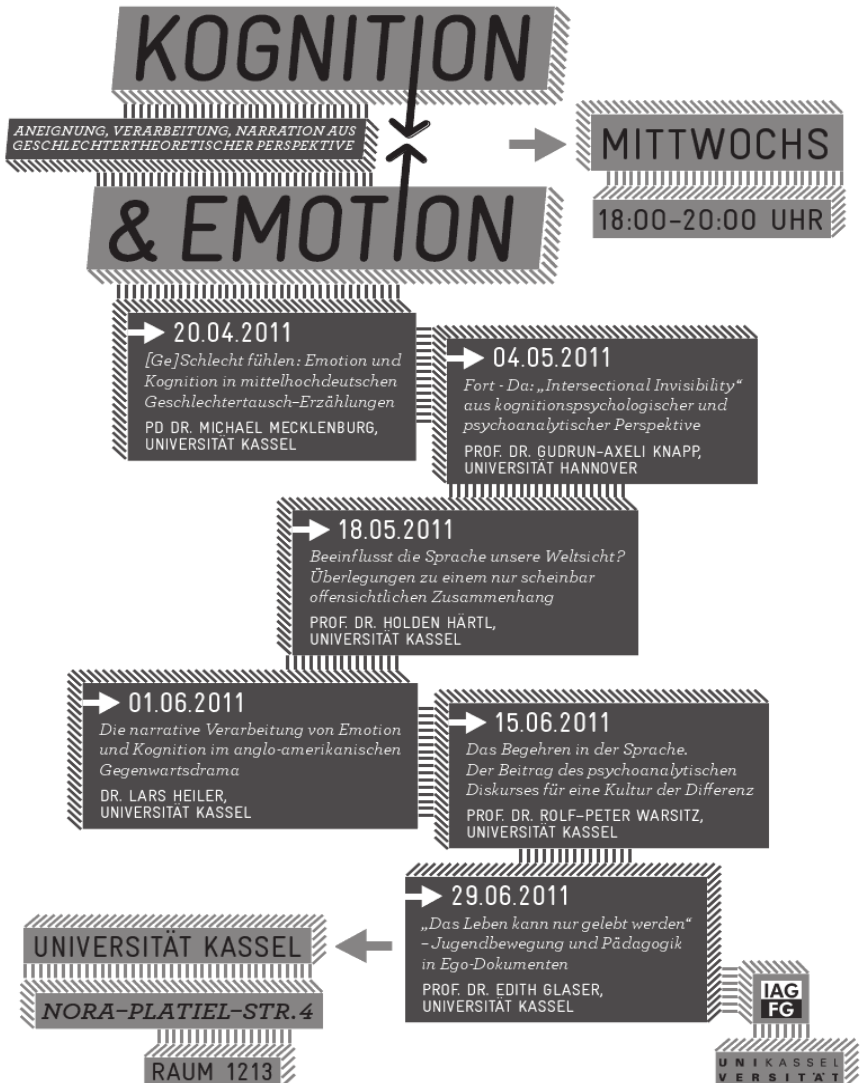 KOGNITION
ANEIGNUNG, VERARBEITUNG, NARRATION AUS
GESCHLECHTERTHEORETISCHER PERSPEKTIVE
& EMOTION
MITTWOCHS
18:00–20:00 UHR
20.04.2011
[Ge]Schlecht fühlen: Emotion und
Kognition in mittelhochdeutschen
Geschlechtertausch–Erzählungen
PD DR. MICHAEL MECKLENBURG,
UNIVERSITÄT KASSEL
04.05.2011
Fort - Da: „Intersectional Invisibility“
aus kognitionspsychologischer und
psychoanalytischer Perspektive
PROF. DR. GUDRUN–AXELI KNAPP,
UNIVERSITÄT HANNOVER
18.05.2011
Beeinflusst die Sprache unsere Weltsicht?
Überlegungen zu einem nur scheinbar
offensichtlichen Zusammenhang
PROF. DR. HOLDEN HÄRTL,
UNIVERSITÄT KASSEL
01.06.2011
Die narrative Verarbeitung von Emotion
und Kognition im anglo-amerikanischen
Gegenwartsdrama
DR. LARS HEILER,
UNIVERSITÄT KASSEL
15.06.2011
Das Begehren in der Sprache.
Der Beitrag des psychoanalytischen
Diskurses für eine Kultur der Differenz
PROF. DR. ROLF–PETER WARSITZ,
UNIVERSITÄT KASSEL
29.06.2011
„Das Leben kann nur gelebt werden“
– Jugendbewegung und Pädagogik
in Ego-Dokumenten
PROF. DR. EDITH GLASER,
UNIVERSITÄT KASSEL
UNIVERSITÄT KASSEL
NORA–PLATIEL–STR. 4
RAUM 1213
IAG
FG
UNIKASSEL
VERSITÄT